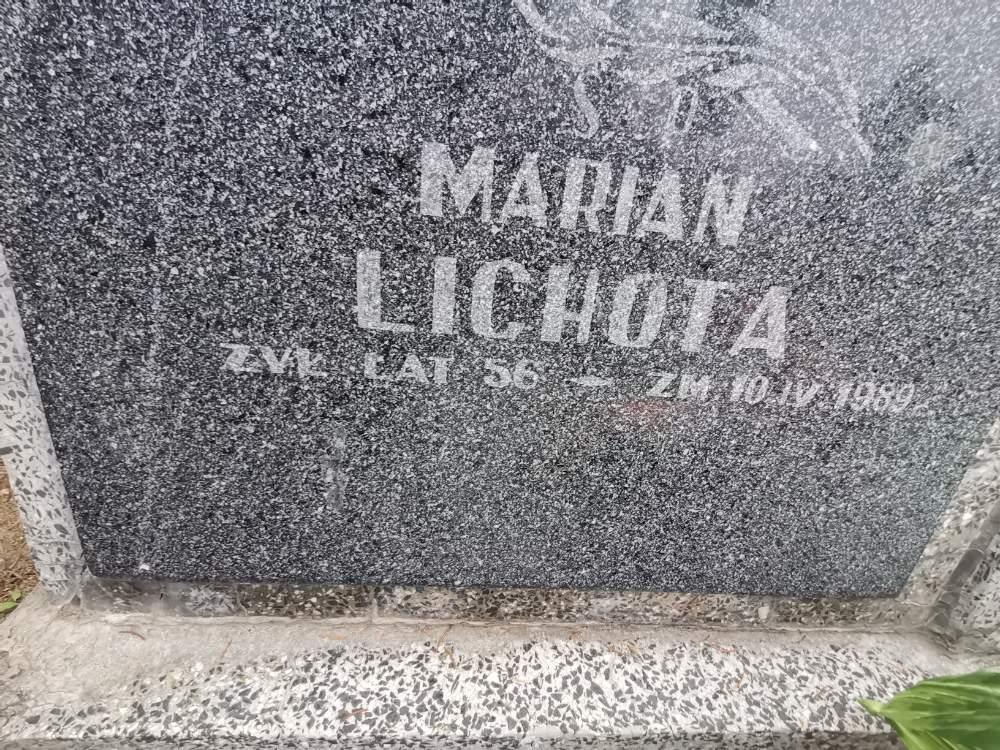 Ś P
MARIAN
LICHOTA
ŻYŁ LAT 56 – ZM. 10.IV.1989